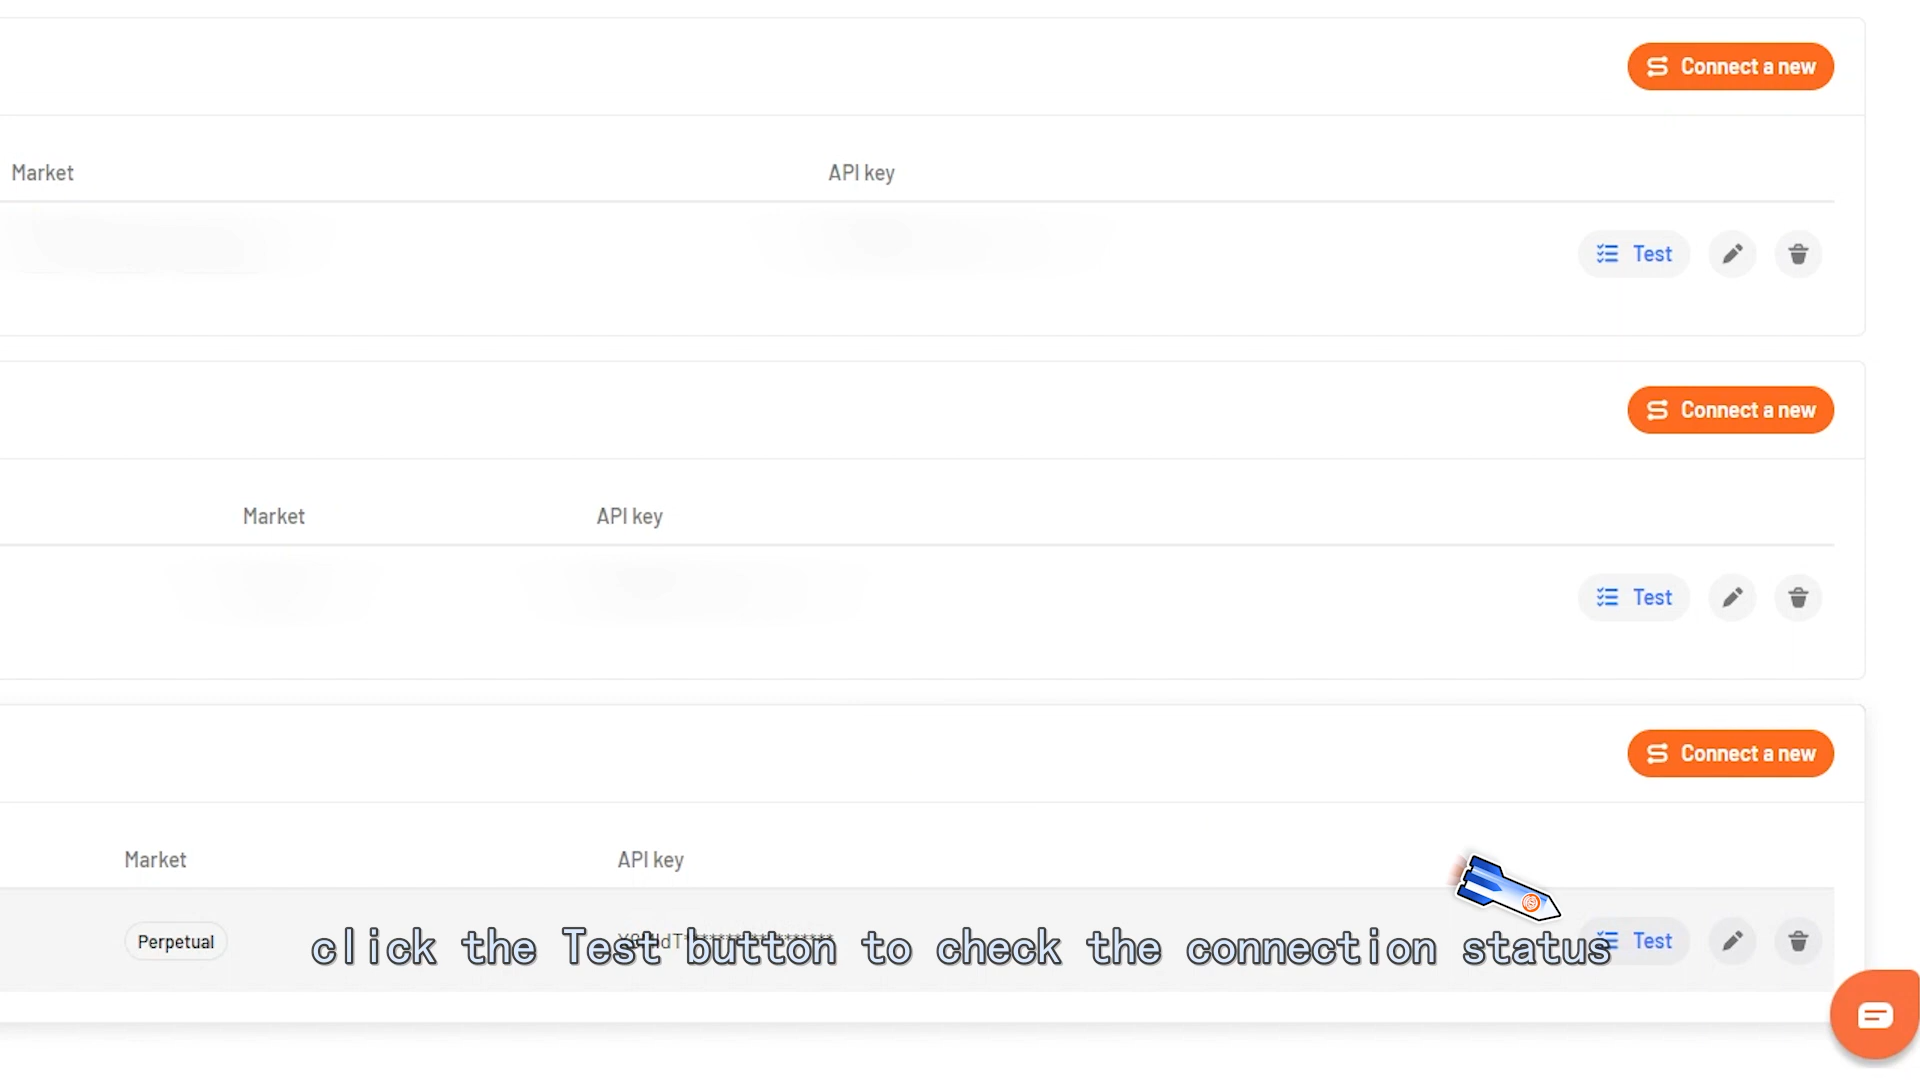 Connect a new
Market API key
Test
Connect a new
Market API key
Test
Connect a new
Market API key
Perpetual
Test
click the Test button to check the connection status